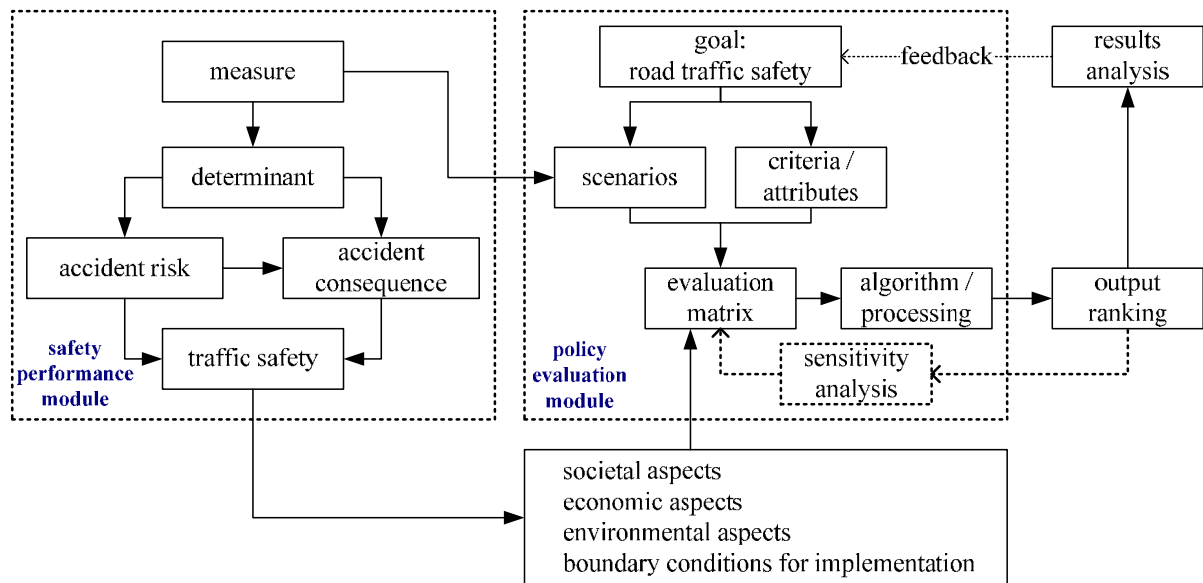 measure
determinant
accident risk
accident
consequence
traffic safety
safety
performance
module
goal:
road traffic safety
scenarios
criteria /
attributes
evaluation
matrix
algorithm /
processing
sensitivity
analysis
policy
evaluation
module
feedback
results
analysis
output
ranking
societal aspects
economic aspects
environmental aspects
boundary conditions for implementation